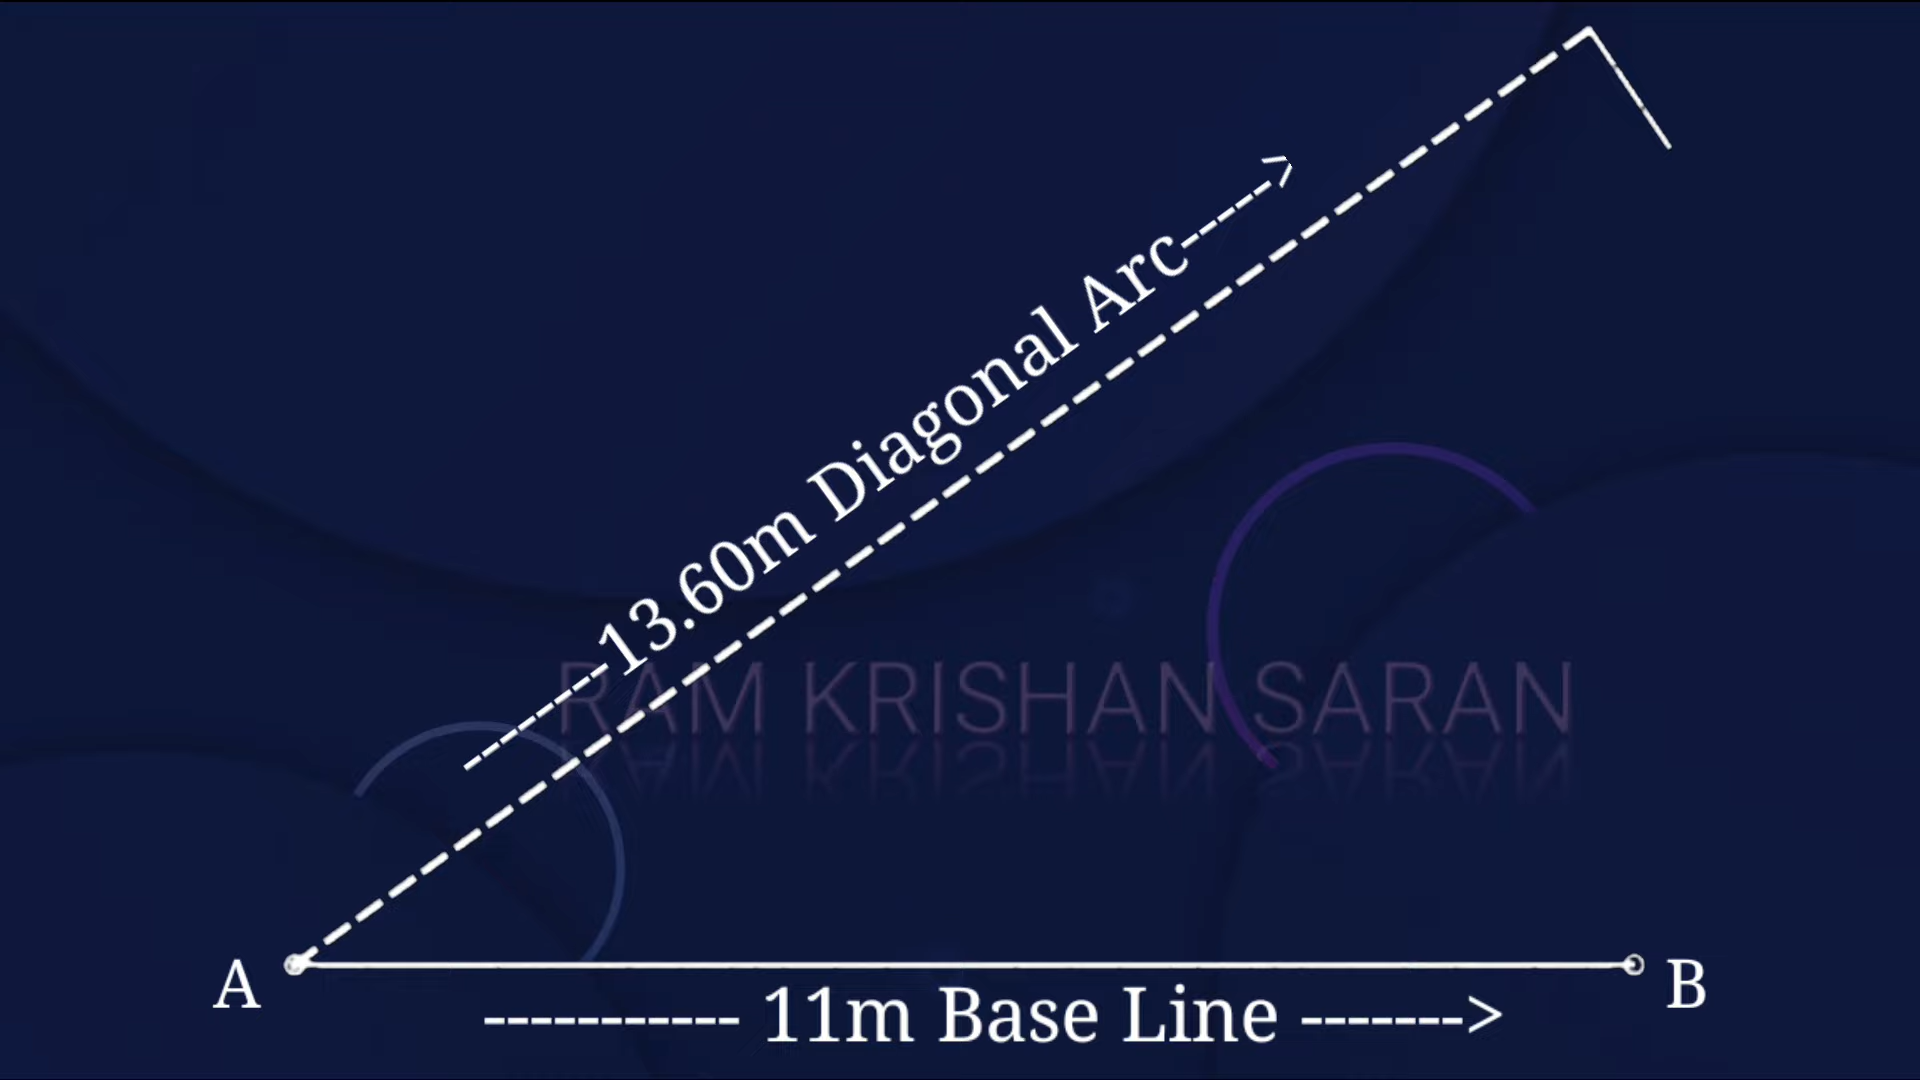 -----13.60m Diagonal Arc---->
RAM KRISHAN SARAN
A
B
----------- 11m Base Line ------->